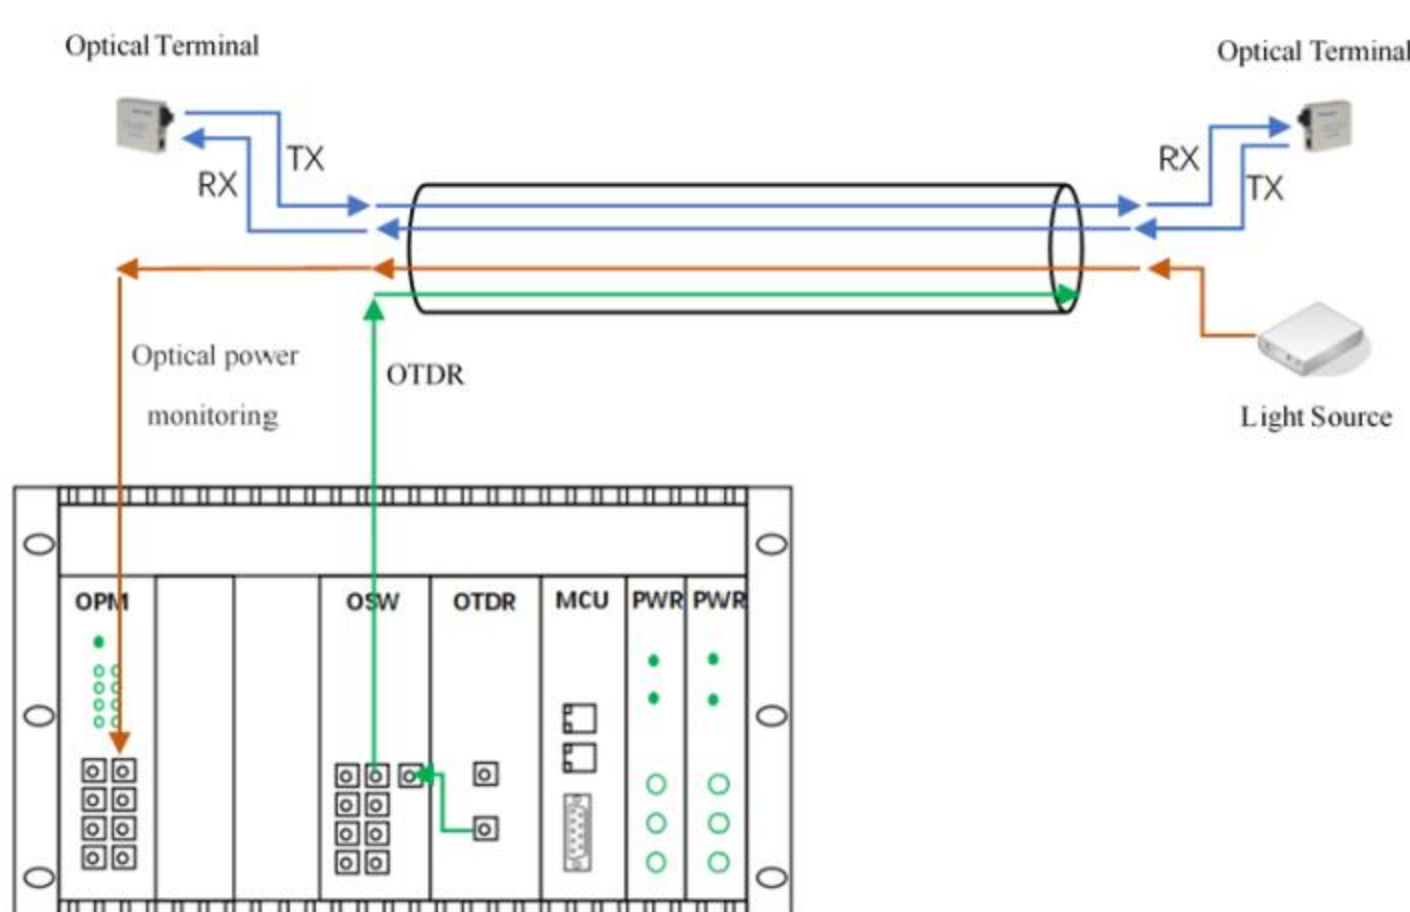 Optical Terminal
Optical Terminal
TX
RX
RX
TX
Optical power
monitoring
OTDR
Light Source
OPM
OSW
OTDR
MCU
PWR
PWR